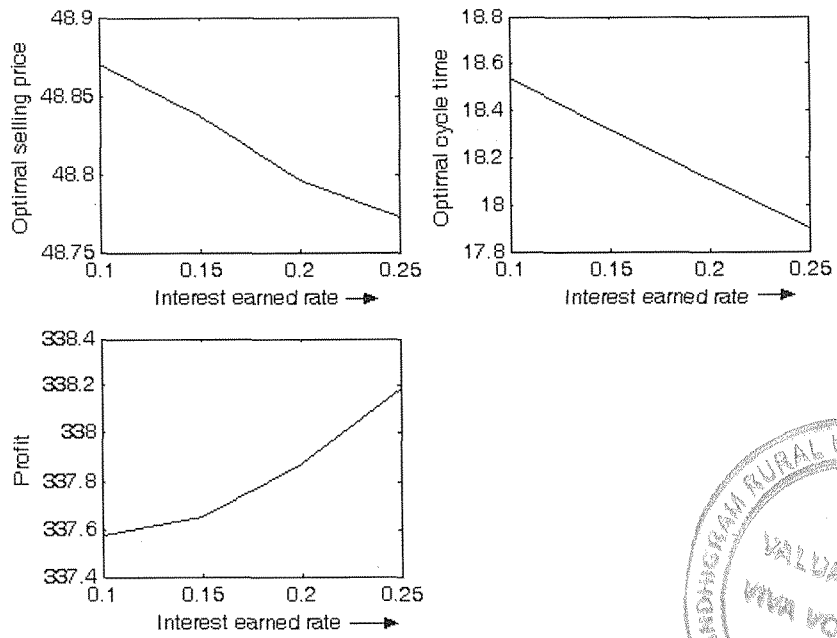 48.9
48.85
48.8
48.75
Optimal selling price
0.1 0.15 0.2 0.25
Interest earned rate
18.8
18.6
18.4
18.2
18
17.8
Optimal cycle time
0.1 0.15 0.2 0.25
Interest earned rate
338.4
338.2
338
337.8
337.6
337.4
Profit
0.1 0.15 0.2 0.25
Interest earned rate
RURAL
VIVA